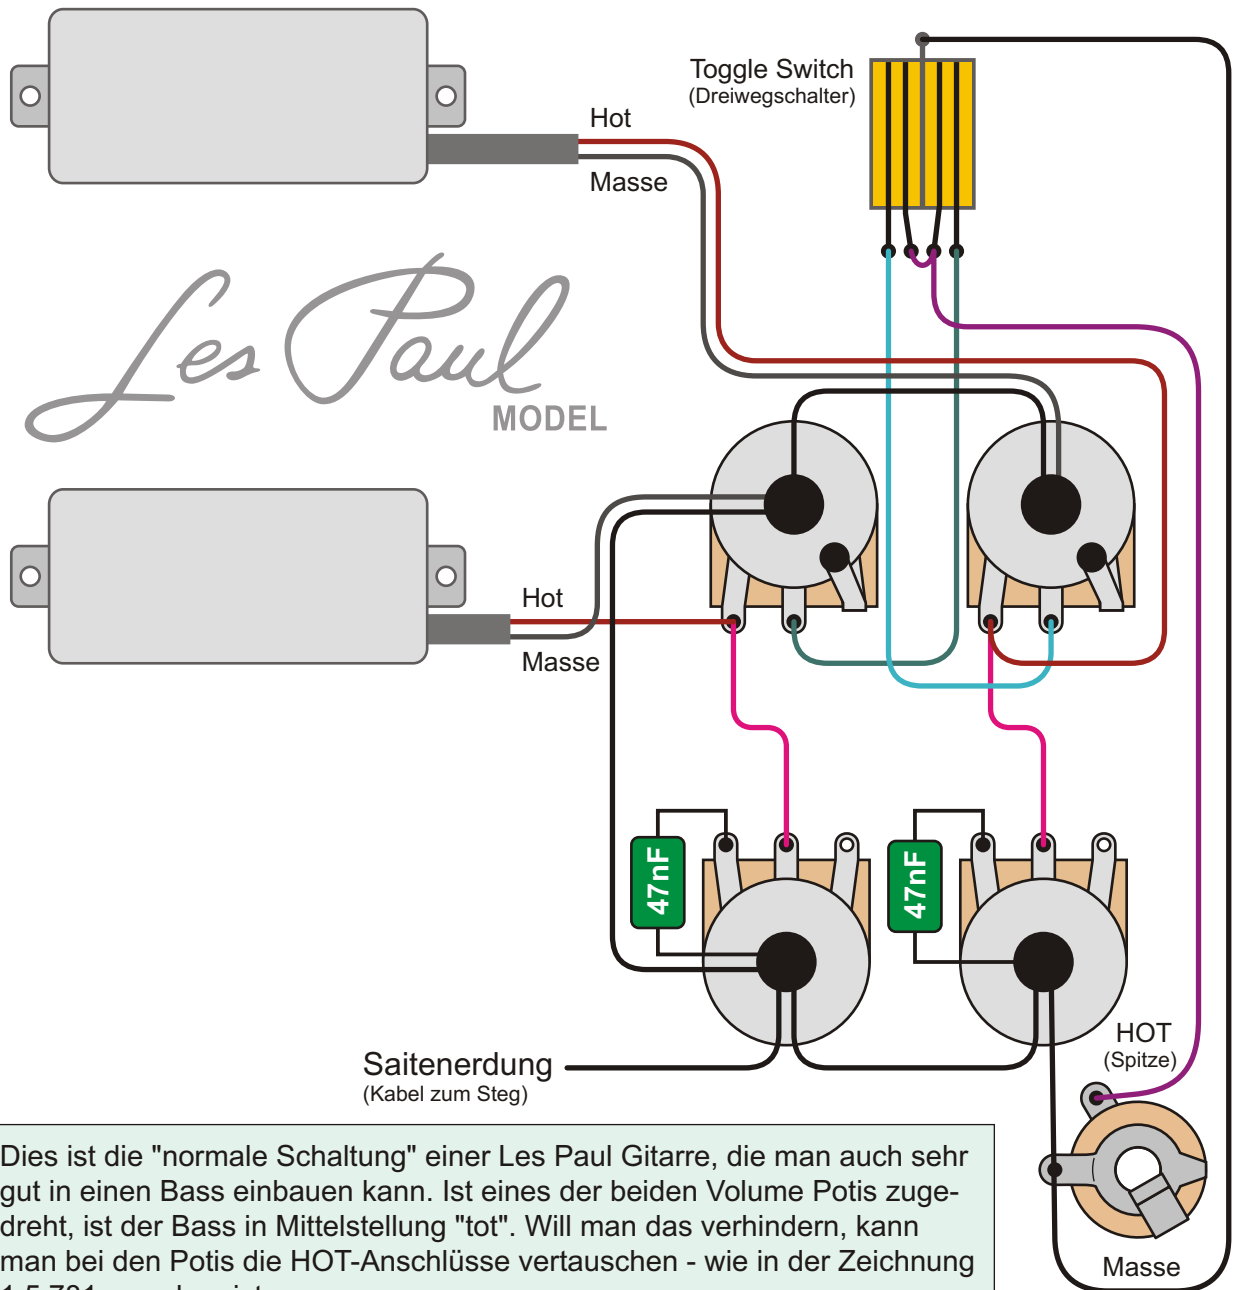 Toggle Switch
(Dreiwegschalter)
Hot
Masse
Les Paul
MODEL
Hot
Masse
47nF
47nF
Saitenerdung
(Kabel zum Steg)
HOT
(Spitze)
Masse
Dies ist die "normale Schaltung" einer Les Paul Gitarre, die man auch sehr
gut in einen Bass einbauen kann. Ist eines der beiden Volume Potis zuge-
dreht, ist der Bass in Mittelstellung "tot". Will man das verhindern, kann
man bei den Potis die HOT-Anschlüsse vertauschen - wie in der Zeichnung